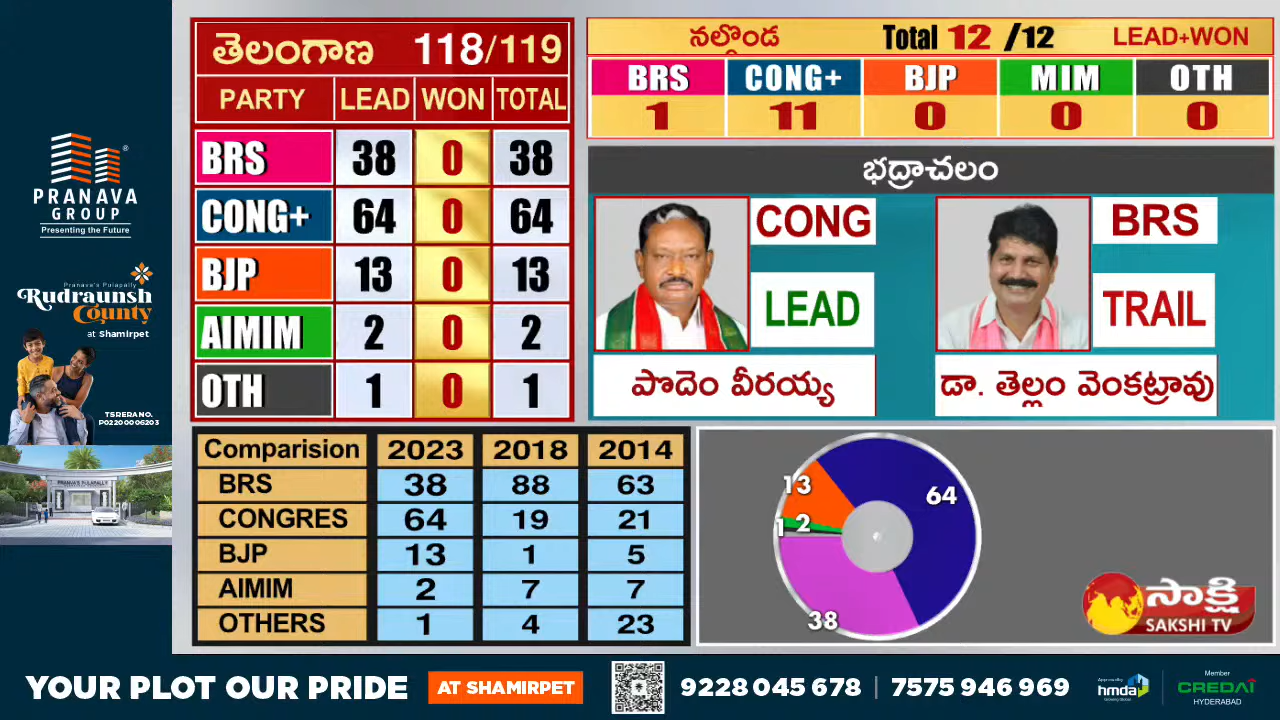 PRANAVA
GROUP
Presenting the Future
Pranava's Pulapally
Rudraunsh
County
at Shamirpet
TSRERA NO.
P02200006203
తెలంగాణ 118/119
PARTY LEAD WON TOTAL
BRS 38 0 38
CONG+ 64 0 64
BJP 13 0 13
AIMIM 2 0 2
OTH 1 0 1
నల్గొండ Total 12 /12 LEAD+WON
BRS CONG+ BJP MIM OTH
1 11 0 0 0
భద్రాచలం
CONG
LEAD
పొదెం వీరయ్య
BRS
TRAIL
డా. తెల్లం వెంకట్రావు
Comparision 2023 2018 2014
BRS 38 88 63
CONGRES 64 19 21
BJP 13 1 5
AIMIM 2 7 7
OTHERS 1 4 23
13
64
1 2
38
సాక్షి
SAKSHI TV
YOUR PLOT OUR PRIDE AT SHAMIRPET 9228 045 678 | 7575 946 969
hmda
Member
CREDAI
HYDERABAD